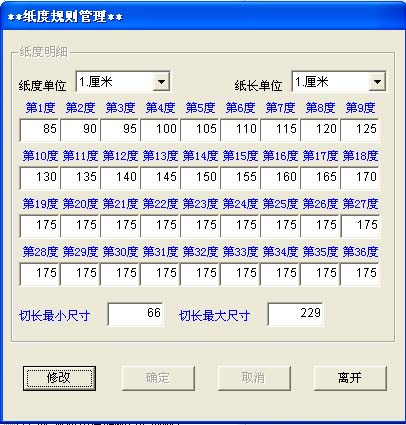 **纸度规则管理**
纸度明细
纸度单位 1.厘米 纸长单位 1.厘米
第1度 第2度 第3度 第4度 第5度 第6度 第7度 第8度 第9度
85 90 95 100 105 110 115 120 125
第10度 第11度 第12度 第13度 第14度 第15度 第16度 第17度 第18度
130 135 140 145 150 155 160 165 170
第19度 第20度 第21度 第22度 第23度 第24度 第25度 第26度 第27度
175 175 175 175 175 175 175 175 175
第28度 第29度 第30度 第31度 第32度 第33度 第34度 第35度 第36度
175 175 175 175 175 175 175 175 175
切长最小尺寸 66 切长最大尺寸 229
修改 确定 取消 离开